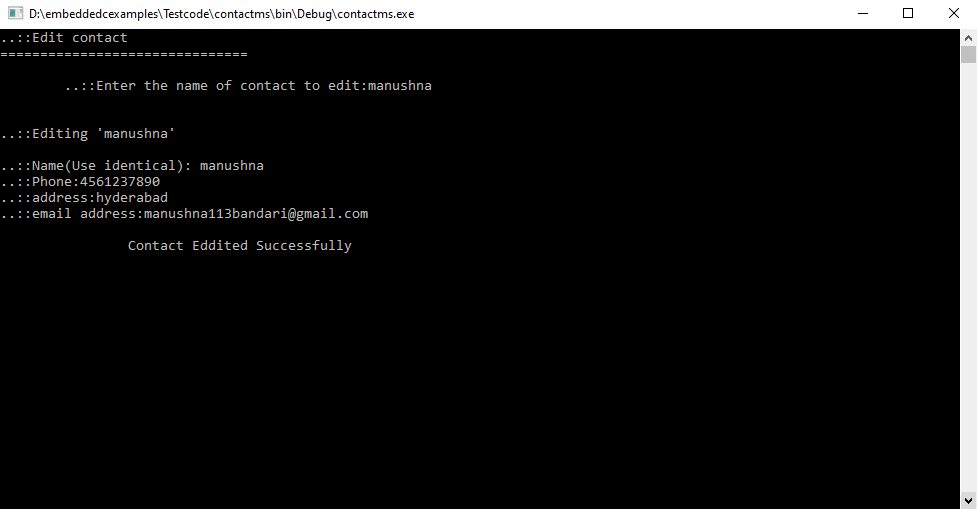 D:\embeddedcexamples\Testcode\contactms\bin\Debug\contactms.exe
..::Edit contact
===============================
..::Enter the name of contact to edit:manushna
..::Editing 'manushna'
..::Name(Use identical): manushna
..::Phone:4561237890
..::address:hyderabad
..::email address:manushna113bandari@gmail.com
Contact Eddited Successfully